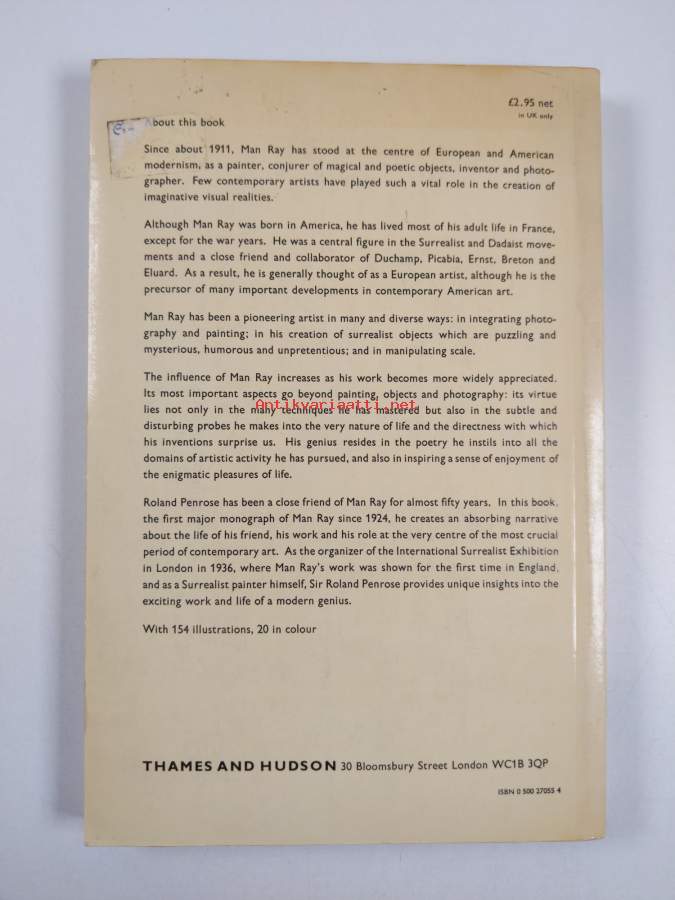 £2.95 net
in UK only
About this book
Since about 1911, Man Ray has stood at the centre of European and American
modernism, as a painter, conjurer of magical and poetic objects, inventor and photo-
grapher. Few contemporary artists have played such a vital role in the creation of
imaginative visual realities.
Although Man Ray was born in America, he has lived most of his adult life in France,
except for the war years. He was a central figure in the Surrealist and Dadaist move-
ments and a close friend and collaborator of Duchamp, Picabia, Ernst, Breton and
Eluard. As a result, he is generally thought of as a European artist, although he is the
precursor of many important developments in contemporary American art.
Man Ray has been a pioneering artist in many and diverse ways: in integrating photo-
graphy and painting; in his creation of surrealist objects which are puzzling and
mysterious, humorous and unpretentious; and in manipulating scale.
The influence of Man Ray increases as his work becomes more widely appreciated.
Its most important aspects go beyond painting, objects and photography: its virtue
Antikvariaatti.net
lies not only in the many techniques he has mastered but also in the subtle and
disturbing probes he makes into the very nature of life and the directness with which
his inventions surprise us. His genius resides in the poetry he instils into all the
domains of artistic activity he has pursued, and also in inspiring a sense of enjoyment of
the enigmatic pleasures of life.
Roland Penrose has been a close friend of Man Ray for almost fifty years. In this book,
the first major monograph of Man Ray since 1924, he creates an absorbing narrative
about the life of his friend, his work and his role at the very centre of the most crucial
period of contemporary art. As the organizer of the International Surrealist Exhibition
in London in 1936, where Man Ray's work was shown for the first time in England,
and as a Surrealist painter himself, Sir Roland Penrose provides unique insights into the
exciting work and life of a modern genius.
With 154 illustrations, 20 in colour
THAMES AND HUDSON 30 Bloomsbury Street London WC1B 3QP
ISBN 0 500 27055 4